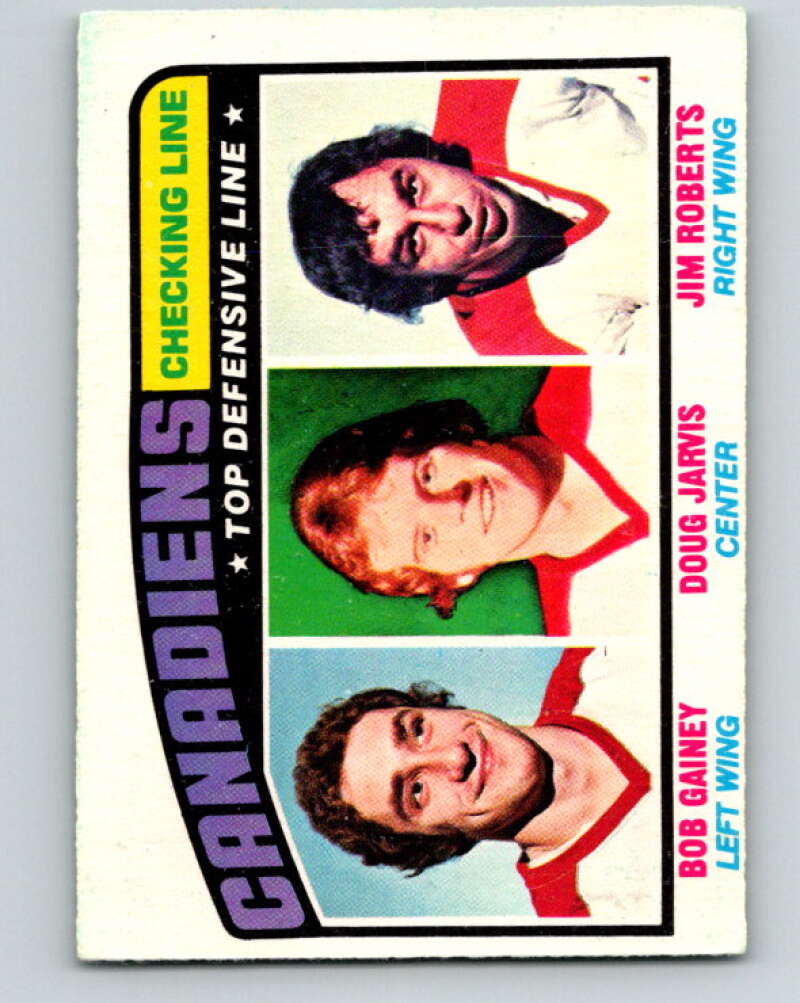 CANADIENS CHECKING LINE
★ TOP DEFENSIVE LINE ★
BOB GAINEY
LEFT WING
DOUG JARVIS
CENTER
JIM ROBERTS
RIGHT WING